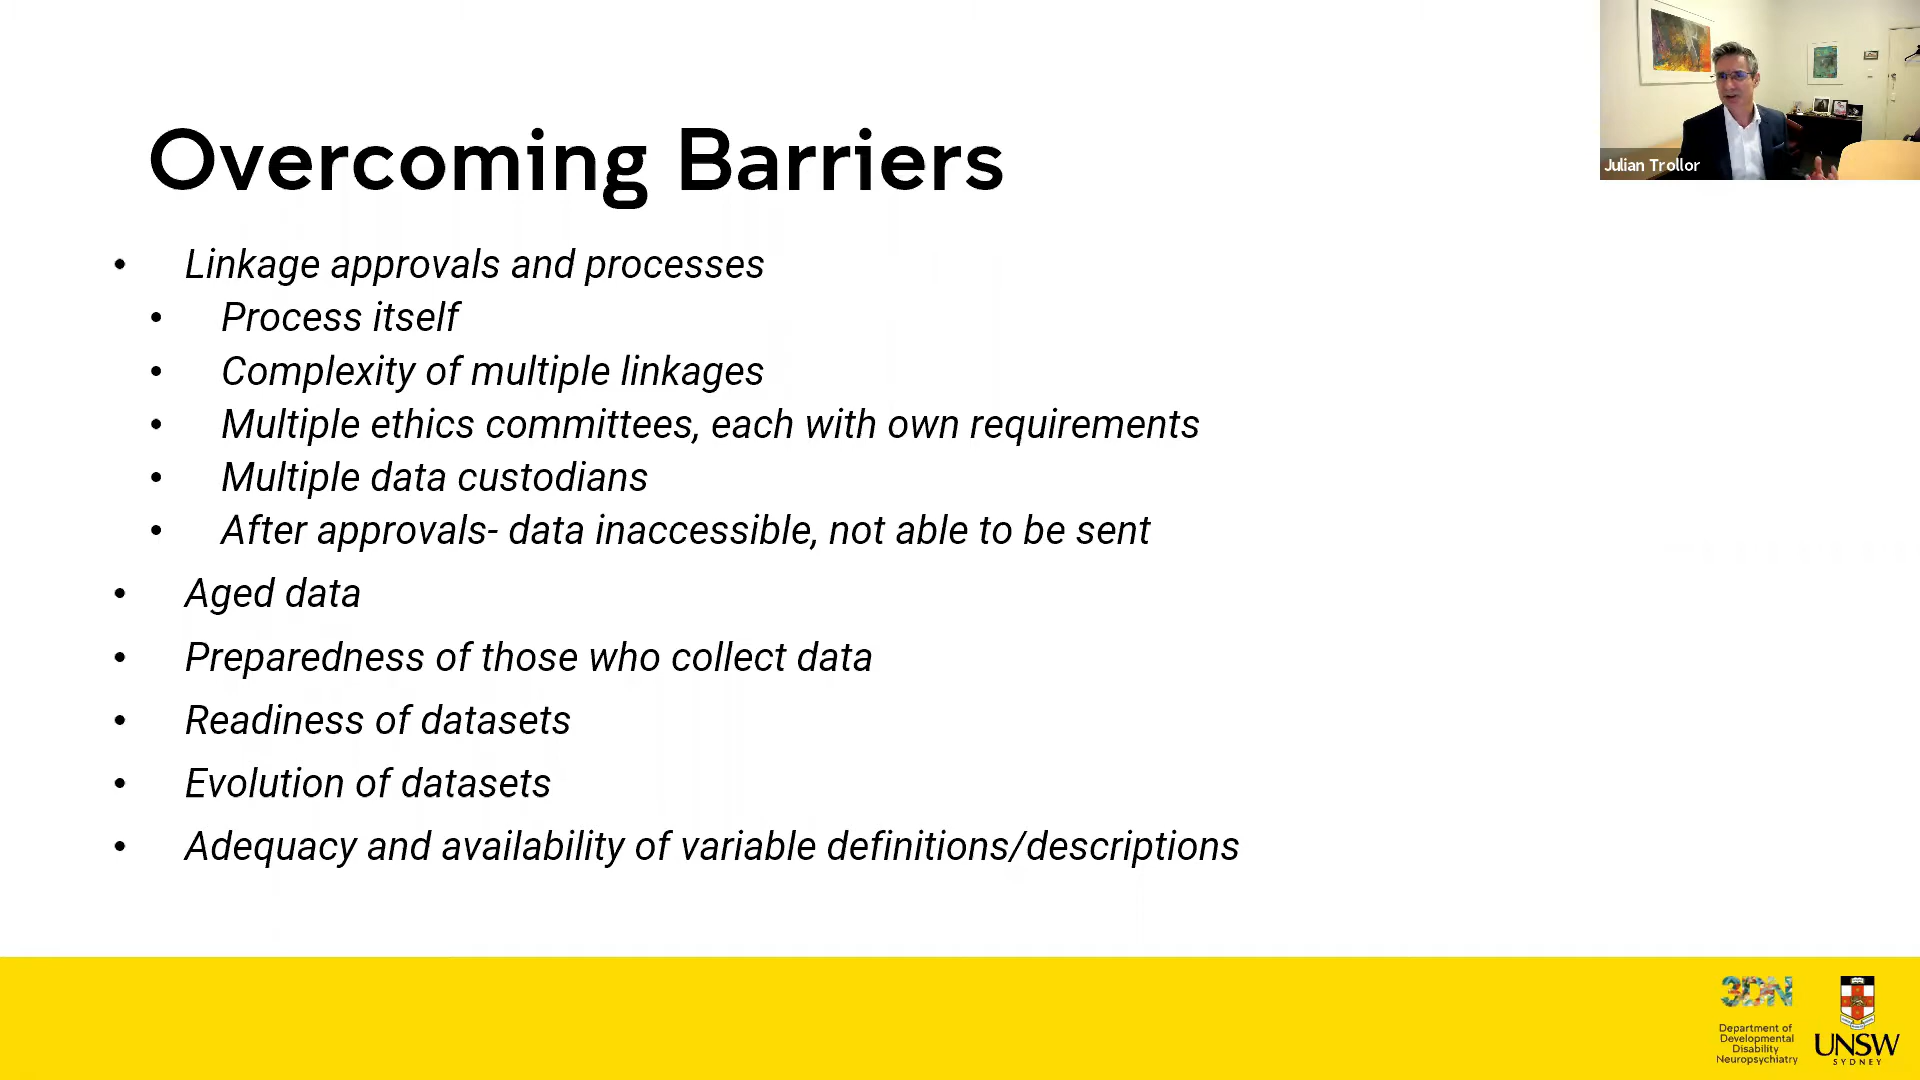 Overcoming Barriers
• Linkage approvals and processes
• Process itself
• Complexity of multiple linkages
• Multiple ethics committees, each with own requirements
• Multiple data custodians
• After approvals- data inaccessible, not able to be sent
• Aged data
• Preparedness of those who collect data
• Readiness of datasets
• Evolution of datasets
• Adequacy and availability of variable definitions/descriptions
Julian Trollor
3DN
Department of
Developmental
Disability
Neuropsychiatry
UNSW
SYDNEY